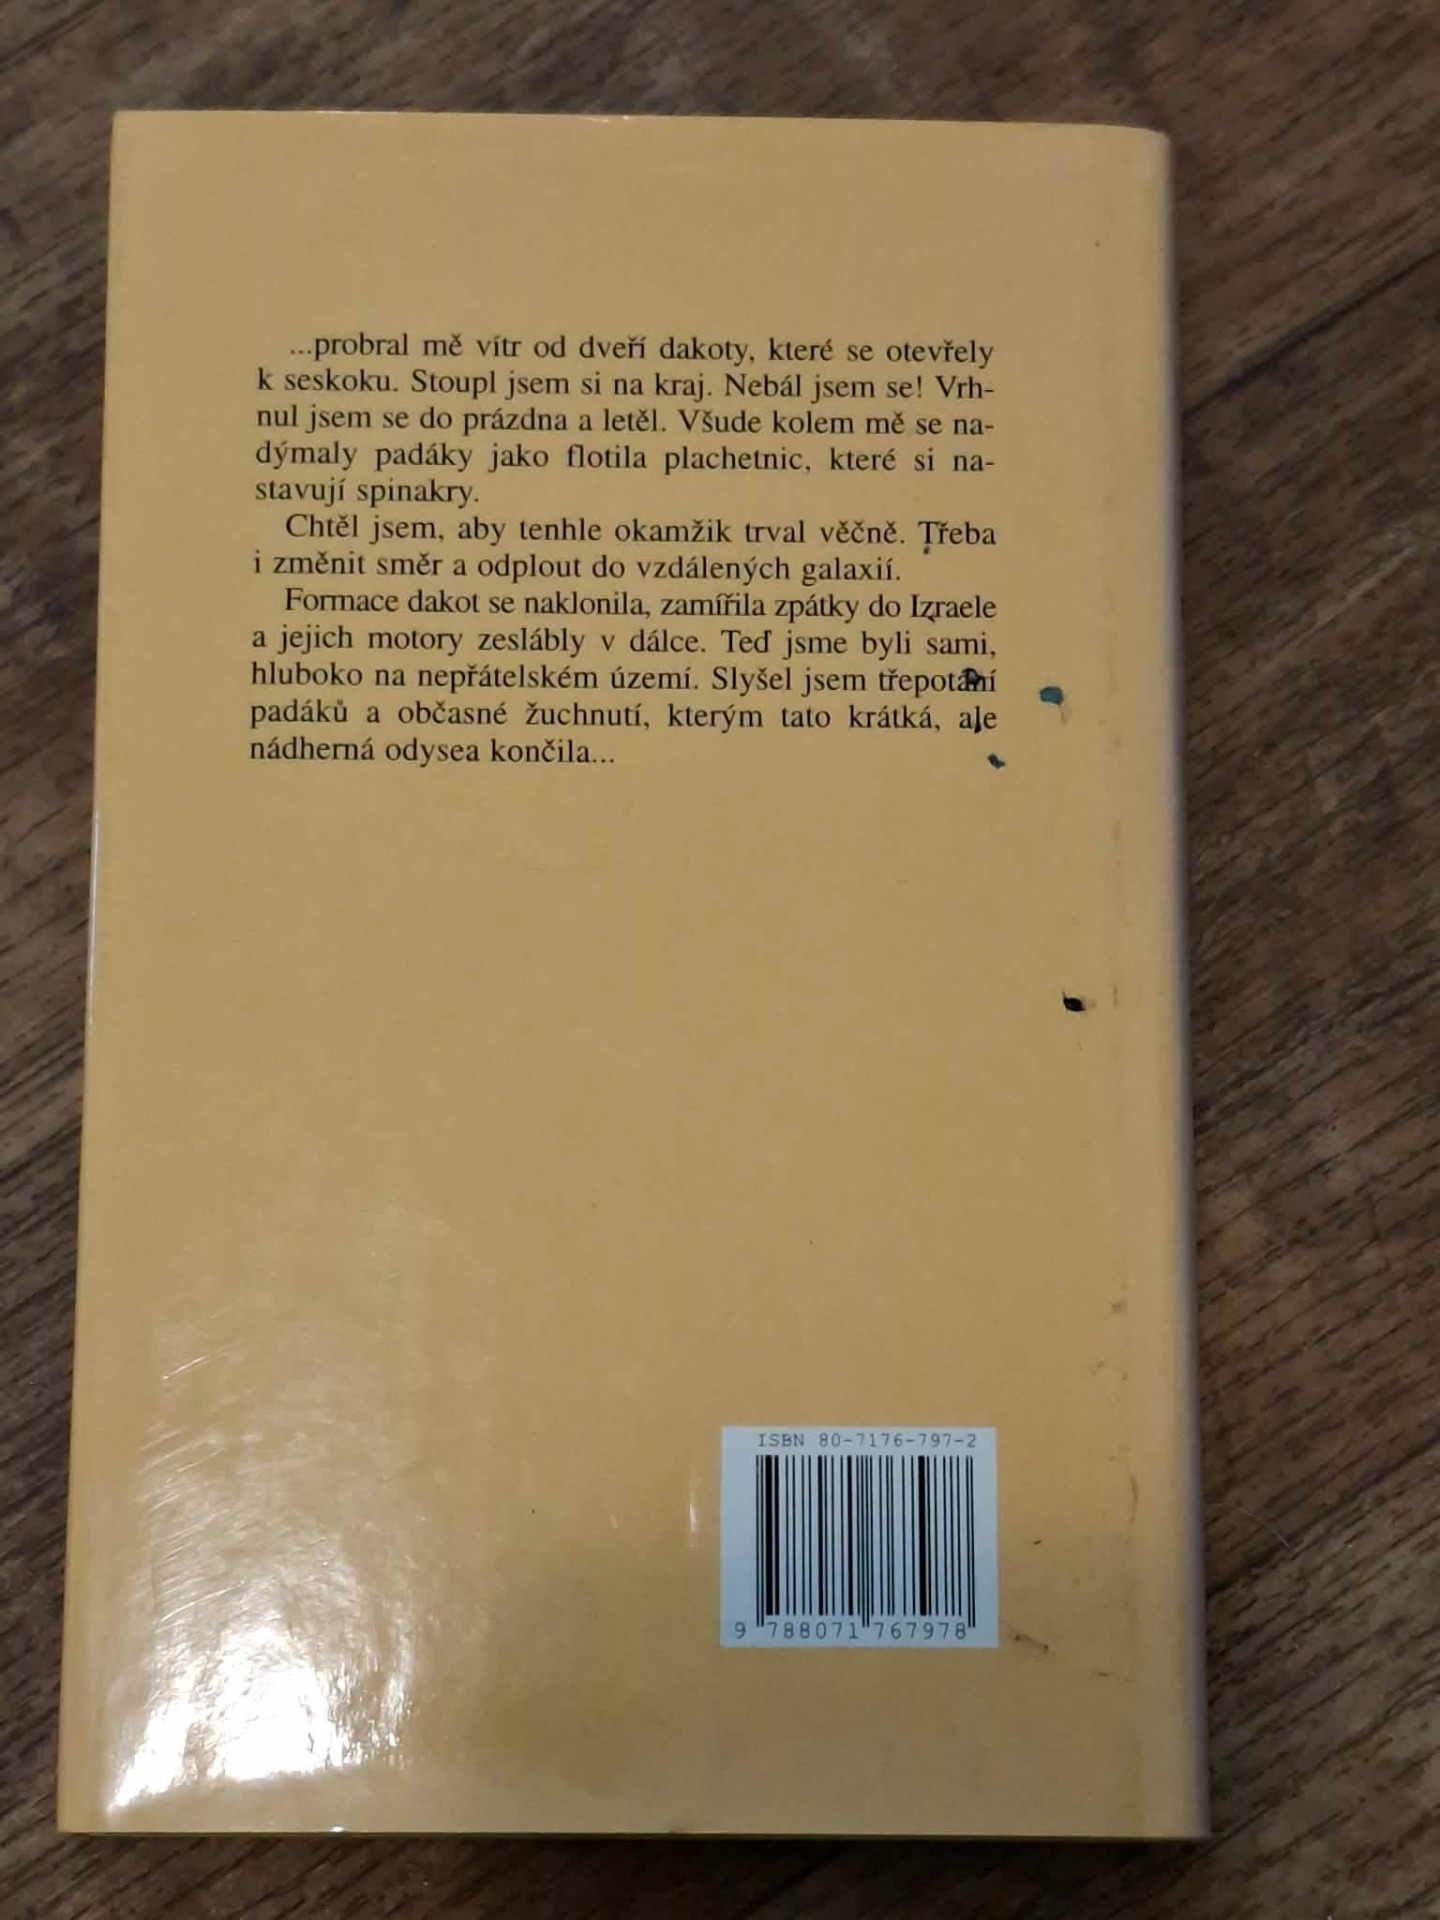 ...probral mě vítr od dveří dakoty, které se otevřely
k seskoku. Stoupl jsem si na kraj. Nebál jsem se! Vrh-
nul jsem se do prázdna a letěl. Všude kolem mě se na-
dýmaly padáky jako flotila plachetnic, které si na-
stavují spinakry.
Chtěl jsem, aby tenhle okamžik trval věčně. Třeba
i změnit směr a odplout do vzdálených galaxií.
Formace dakot se naklonila, zamířila zpátky do Izraele
a jejich motory zeslábly v dálce. Teď jsme byli sami,
hluboko na nepřátelském území. Slyšel jsem třepotání
padáků a občasné žuchnutí, kterým tato krátká, ale
nádherná odysea končila...
ISBN 80-7176-797-2
9 788071 767978